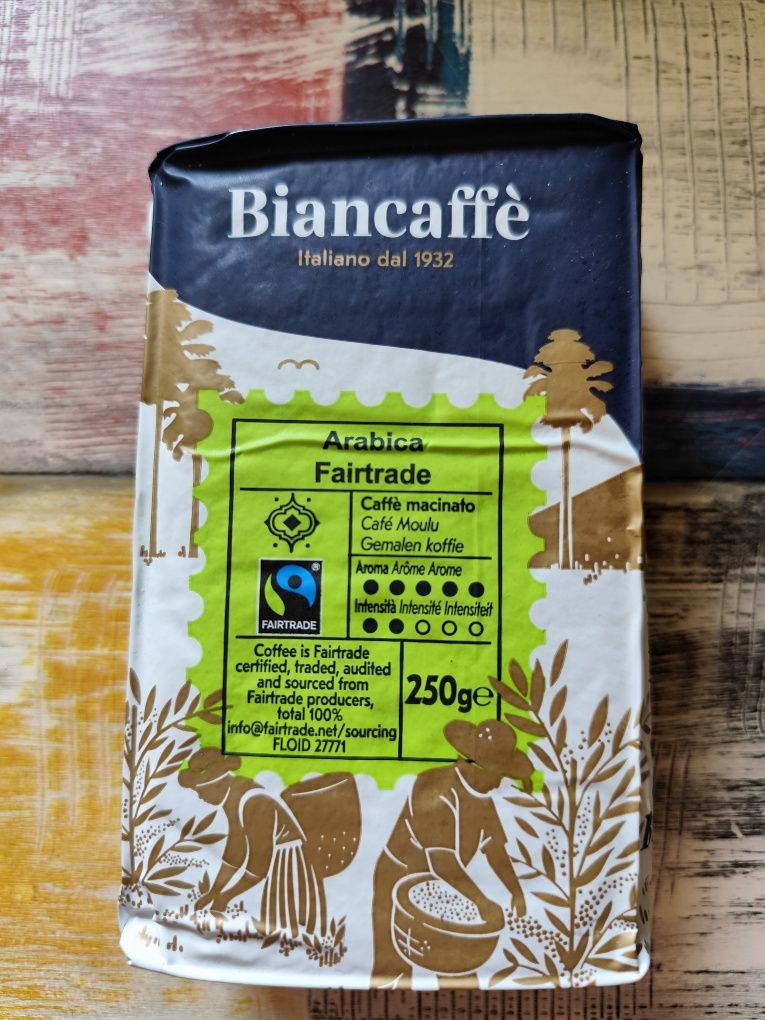 Biancaffè
Italiano dal 1932
Arabica
Fairtrade
Caffè macinato
Café Moulu
Gemalen koffie
Aroma Arôme Arome
Intensità Intensité Intensiteit
®
FAIRTRADE
Coffee is Fairtrade
certified, traded, audited
and sourced from
Fairtrade producers,
total 100%
info@fairtrade.net/sourcing
FLOID 27771
250g℮